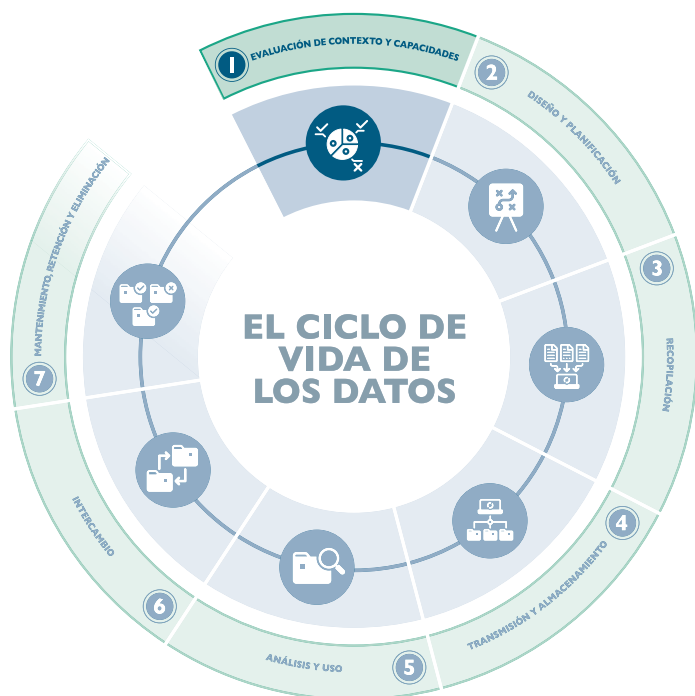 1 EVALUACIÓN DE CONTEXTO Y CAPACIDADES
2 DISEÑO Y PLANIFICACIÓN
3 RECOPILACIÓN
4 TRANSMISIÓN Y ALMACENAMIENTO
5 ANÁLISIS Y USO
6 INTERCAMBIO
7 MANTENIMIENTO, RETENCIÓN Y ELIMINACIÓN
EL CICLO DE
VIDA DE
LOS DATOS